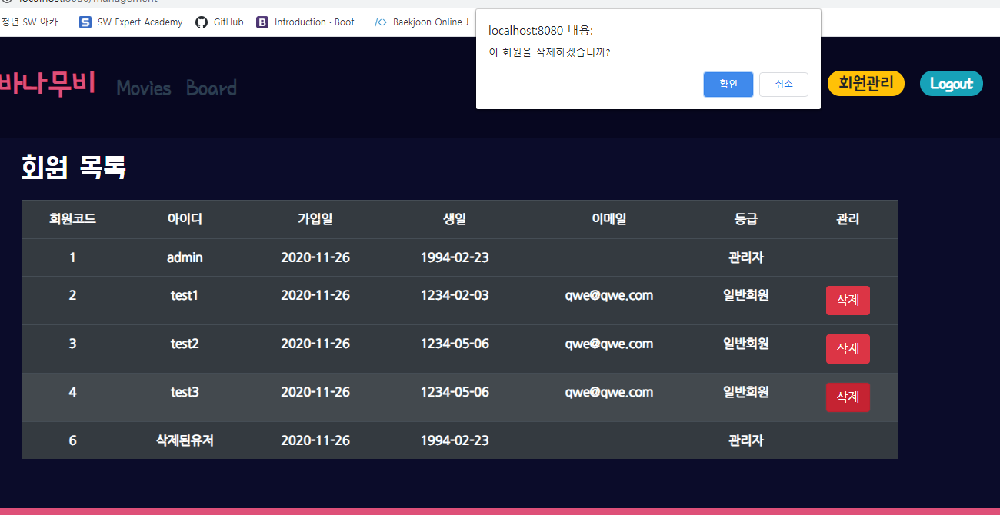 localhost:8080/management
청년 SW 아카... SW Expert Academy GitHub Introduction · Boot... Baekjoon Online J...
localhost:8080 내용:
이 회원을 삭제하겠습니까?
확인 취소
바나무비 Movies Board 회원관리 Logout
회원 목록
회원코드 아이디 가입일 생일 이메일 등급 관리
1 admin 2020-11-26 1994-02-23 관리자
2 test1 2020-11-26 1234-02-03 qwe@qwe.com 일반회원 삭제
3 test2 2020-11-26 1234-05-06 qwe@qwe.com 일반회원 삭제
4 test3 2020-11-26 1234-05-06 qwe@qwe.com 일반회원 삭제
6 삭제된유저 2020-11-26 1994-02-23 관리자